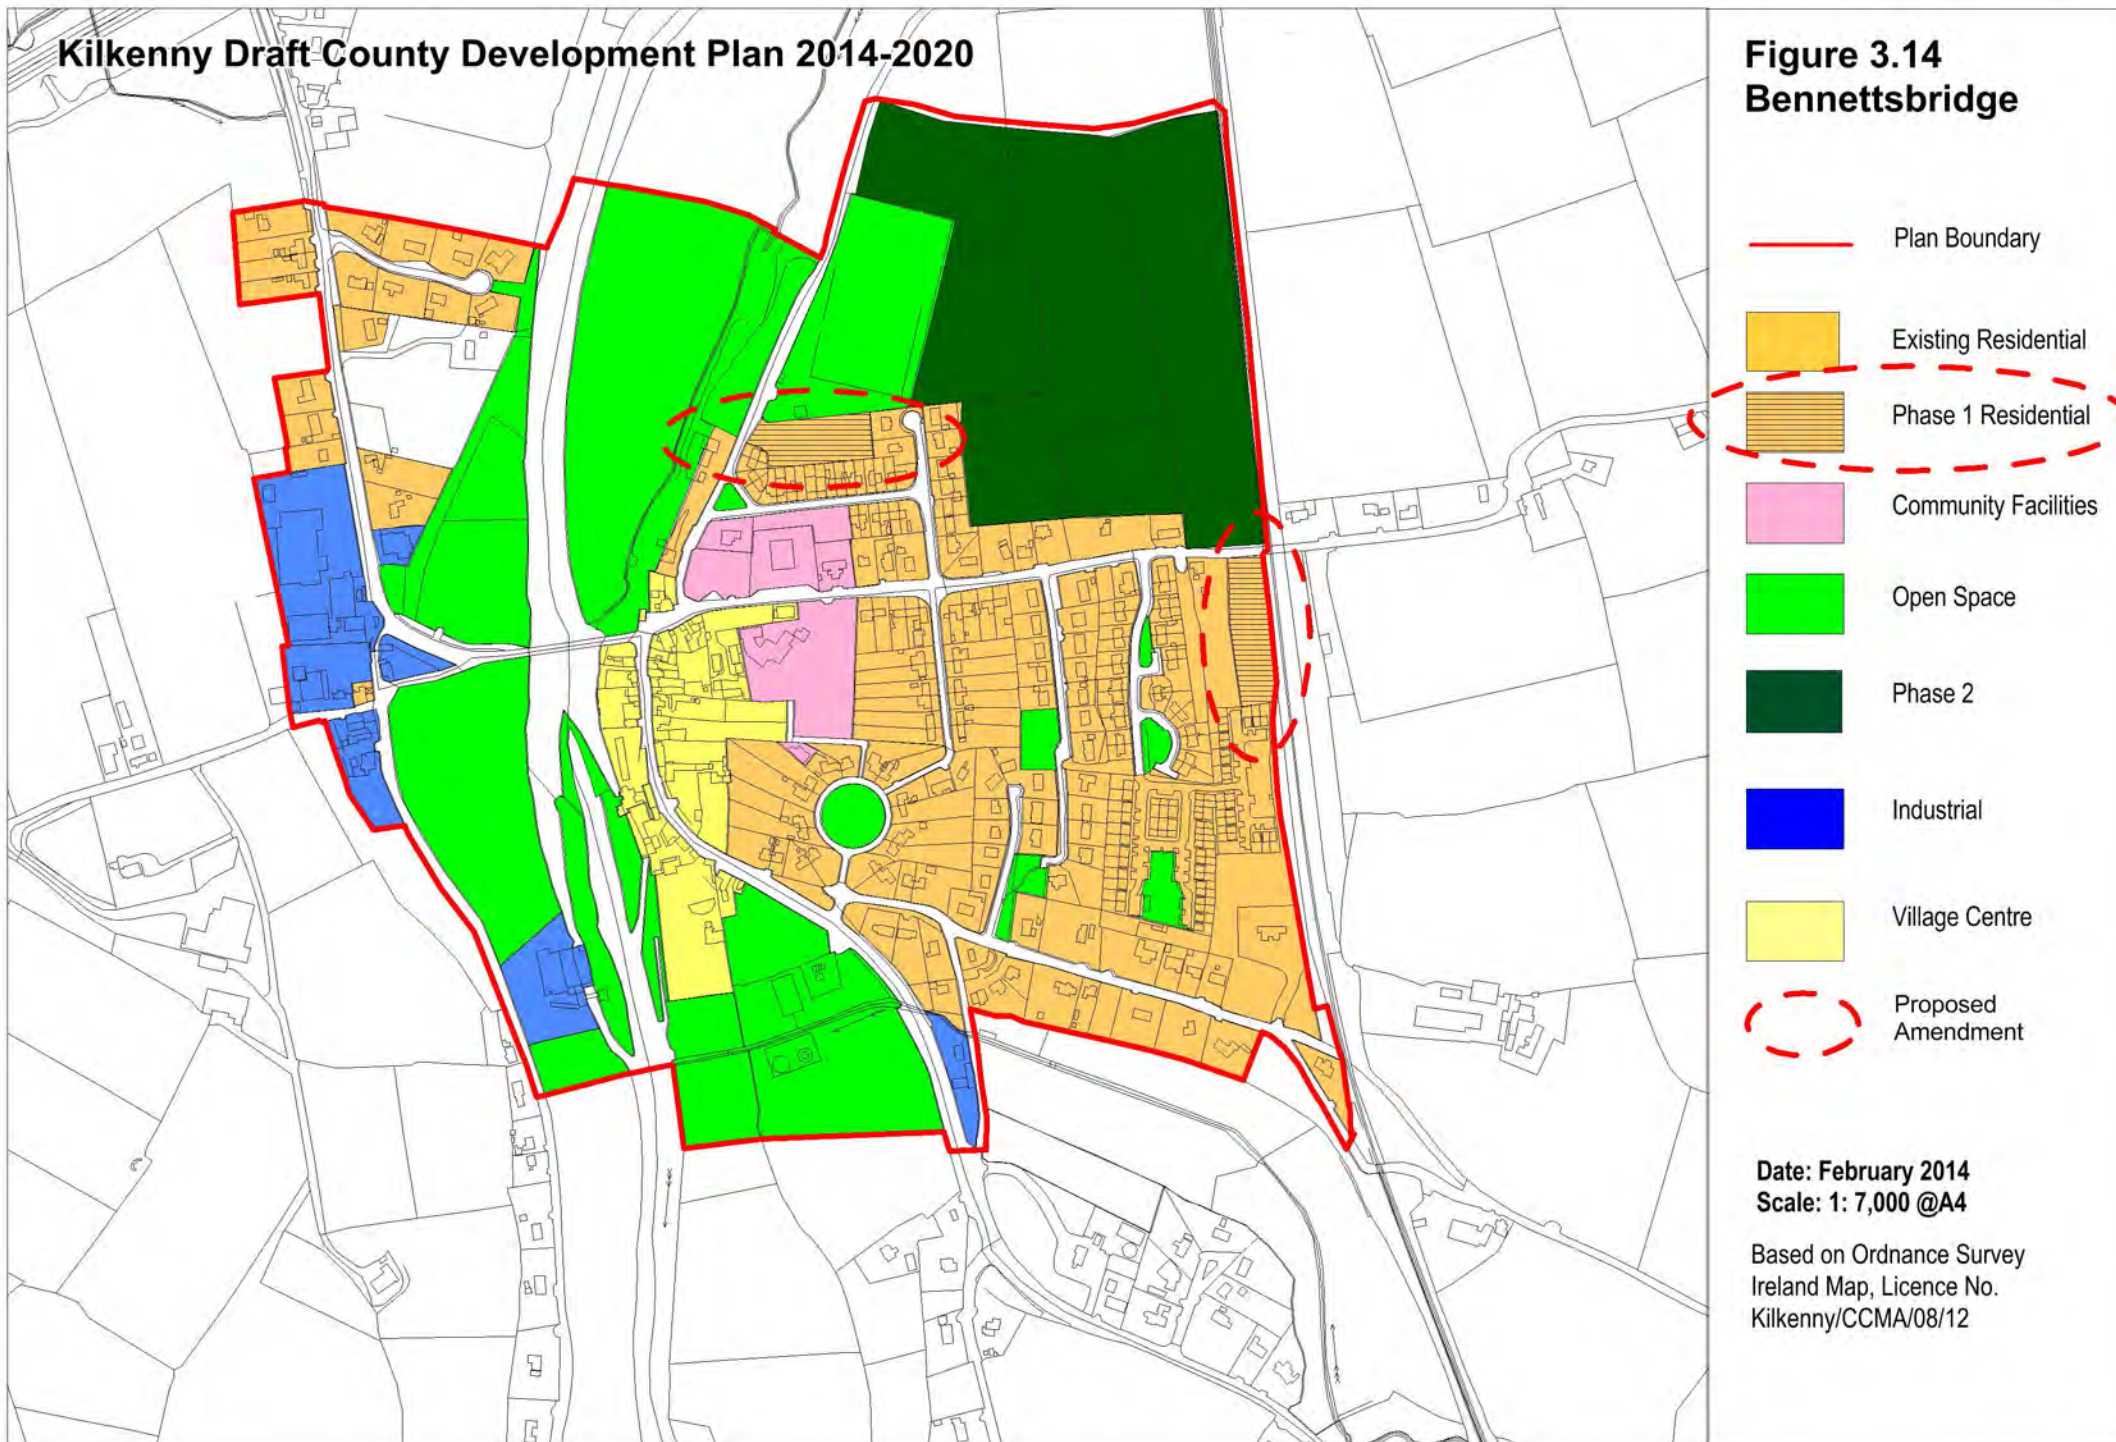 Kilkenny Draft County Development Plan 2014-2020
Figure 3.14
Bennettsbridge
Plan Boundary
Existing Residential
Phase 1 Residential
Community Facilities
Open Space
Phase 2
Industrial
Village Centre
Proposed
Amendment
Date: February 2014
Scale: 1: 7,000 @A4
Based on Ordnance Survey
Ireland Map, Licence No.
Kilkenny/CCMA/08/12